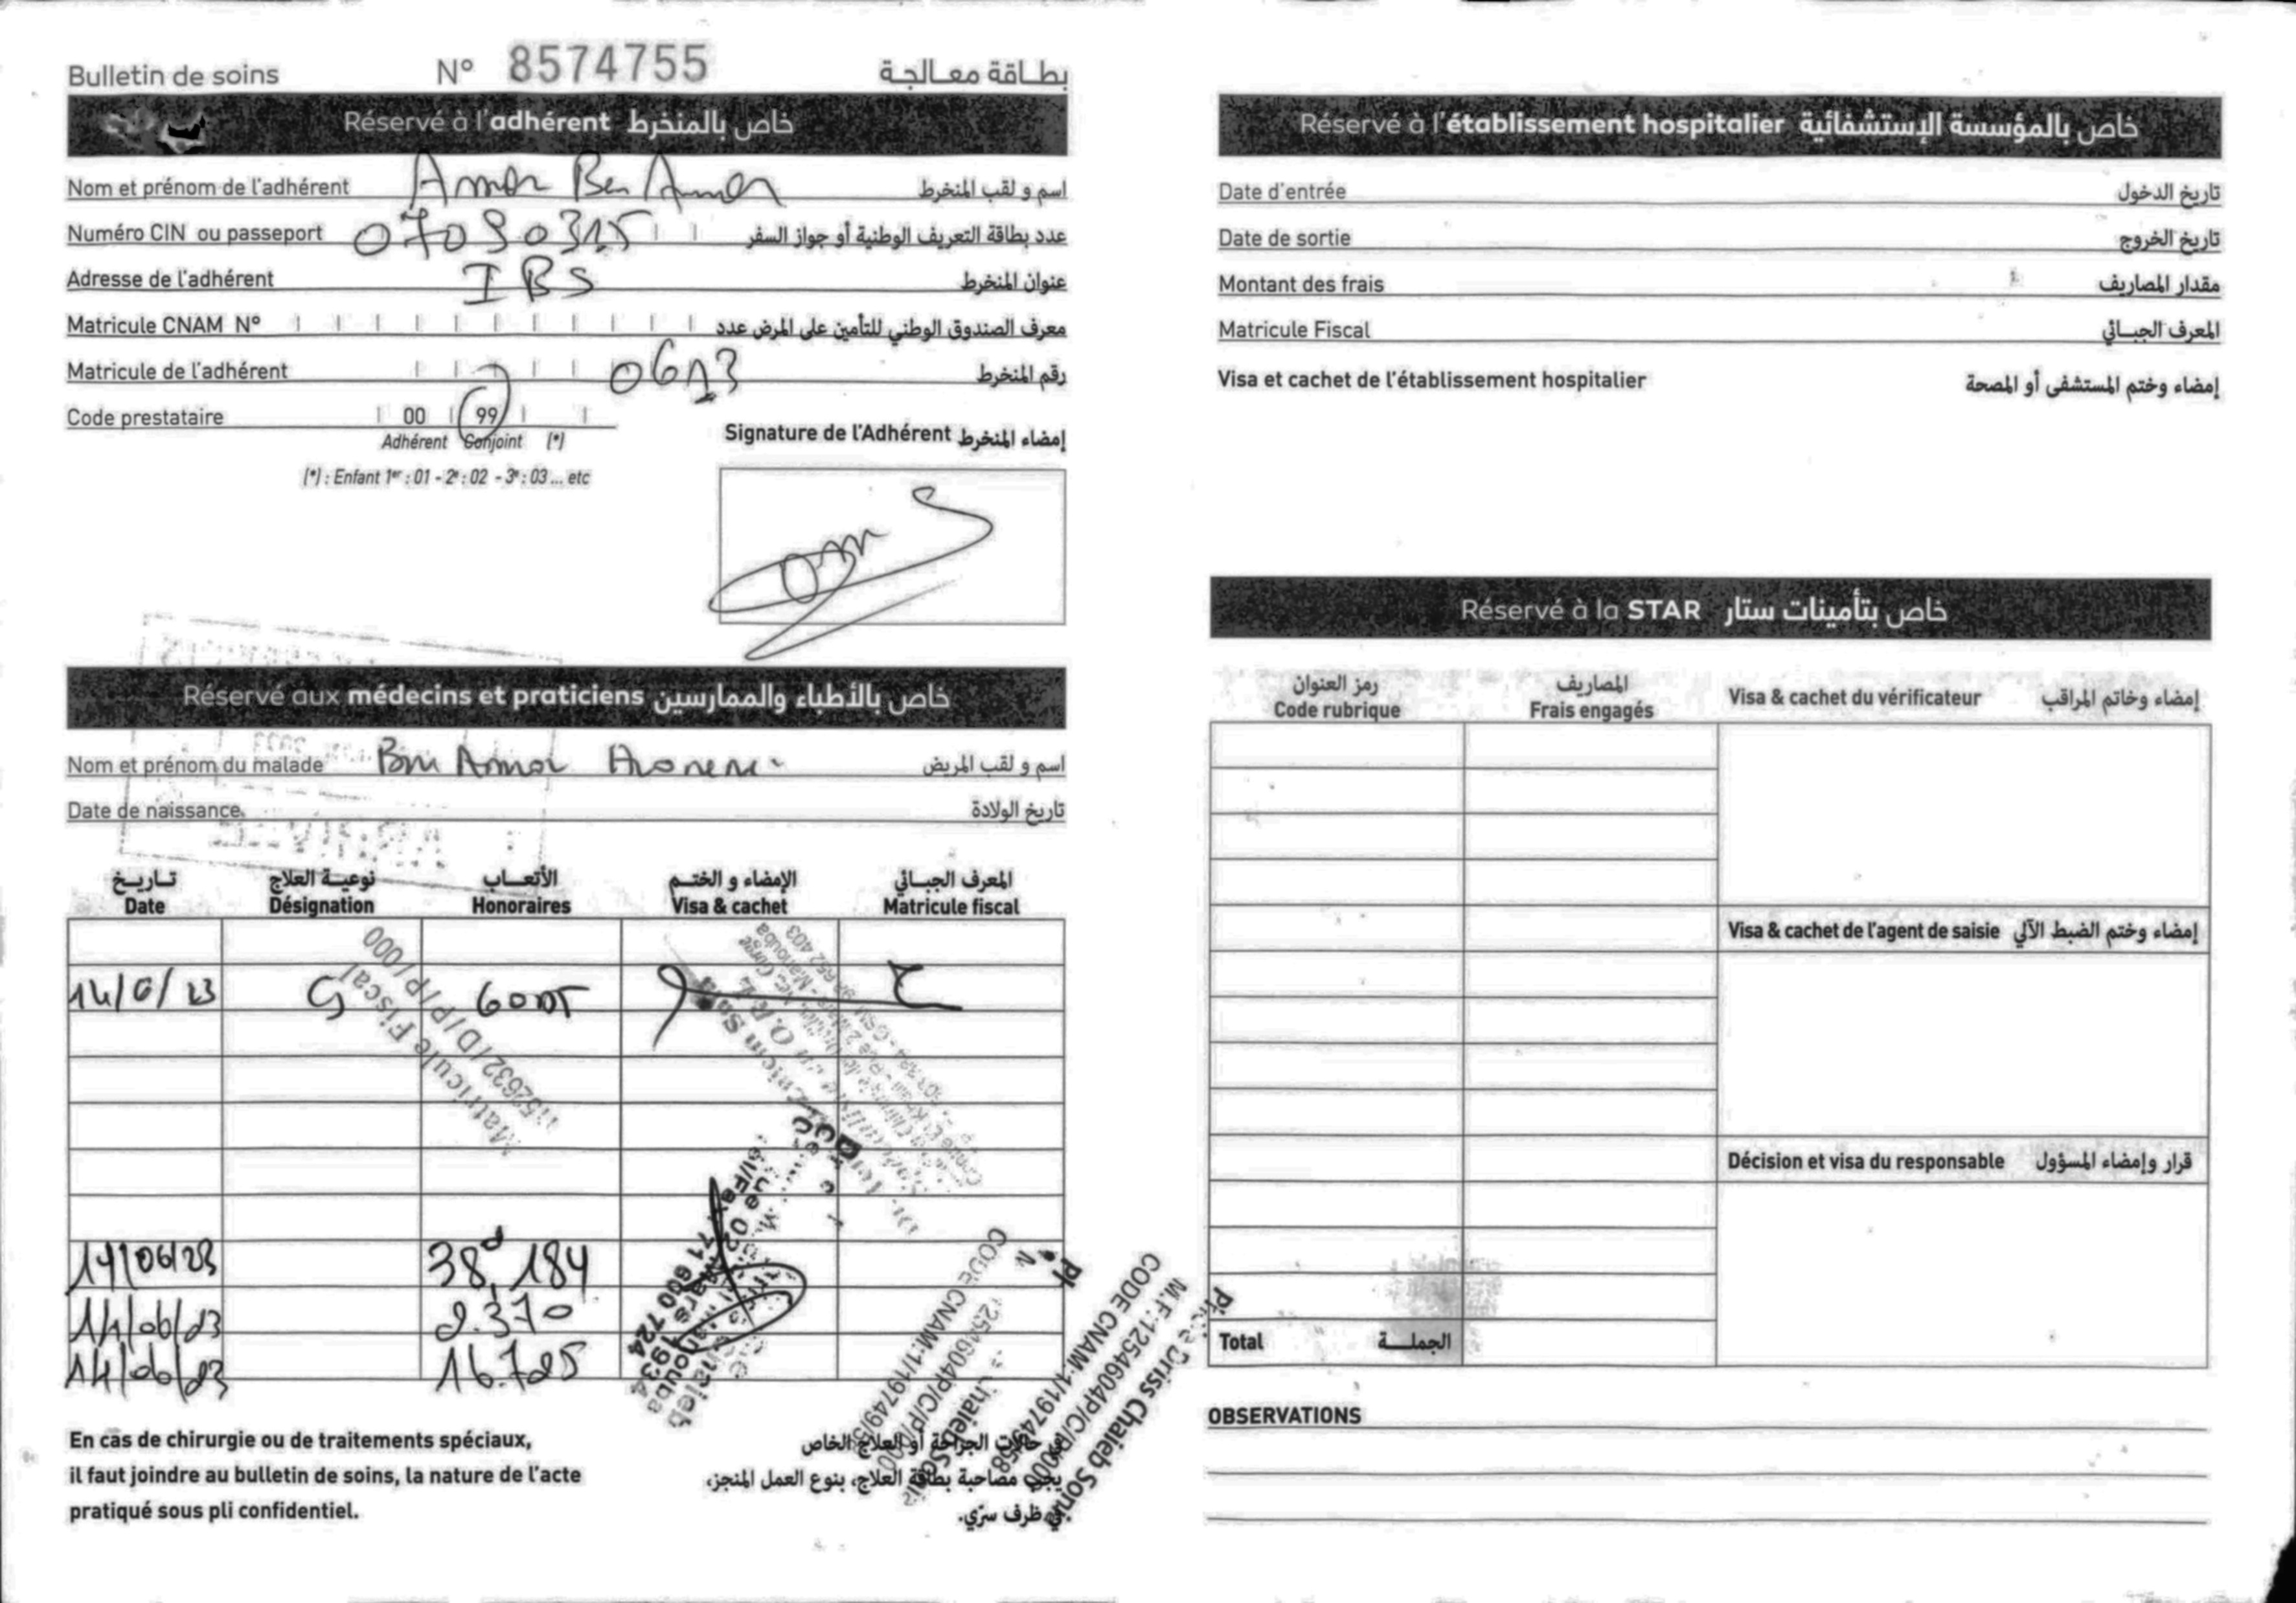 Bulletin de soins N° 8574755 بطاقة معالجة
Réservé à l'adhérent خاص بالمنخرط
Nom et prénom de l'adhérent Amor Ben Amor اسم و لقب المنخرط
Numéro CIN ou passeport 07090315 عدد بطاقة التعريف الوطنية أو جواز السفر
Adresse de l'adhérent IBS عنوان المنخرط
Matricule CNAM N° معرف الصندوق الوطني للتأمين على المرض عدد
Matricule de l'adhérent 0613 رقم المنخرط
Code prestataire 00 99
Adhérent Conjoint (*)
(*) : Enfant 1er : 01 - 2e : 02 - 3e : 03 ... etc
Signature de l'Adhérent إمضاء المنخرط
Réservé aux médecins et praticiens خاص بالأطباء والممارسين
Nom et prénom du malade Ben Amor اسم و لقب المريض
Date de naissance تاريخ الولادة
تاريخ نوعية العلاج الأتعاب الإمضاء و الختم المعرف الجبائي
Date Désignation Honoraires Visa & cachet Matricule fiscal
14/6/23 G 60DT
Matricule Fiscal
/D/P/P/000
14/06/23 38d,184
14/06/23 2.370
14/06/23 16.785
71 600 724
CODE CNAM:1/19749/
M.F.:1254604P/C/P/000
CODE CNAM:1/19749/58
Driss Chaieb Sonia
En cas de chirurgie ou de traitements spéciaux,
il faut joindre au bulletin de soins, la nature de l'acte
pratiqué sous pli confidentiel.
حالات الجراحة أو العلاج الخاص
يجب مصاحبة بطاقة العلاج، بنوع العمل المنجز،
في ظرف سرّي.
Réservé à l'établissement hospitalier خاص بالمؤسسة الإستشفائية
Date d'entrée تاريخ الدخول
Date de sortie تاريخ الخروج
Montant des frais مقدار المصاريف
Matricule Fiscal المعرف الجبائي
Visa et cachet de l'établissement hospitalier إمضاء وختم المستشفى أو المصحة
Réservé à la STAR خاص بتأمينات ستار
رمز العنوان المصاريف
Code rubrique Frais engagés Visa & cachet du vérificateur إمضاء وخاتم المراقب
Visa & cachet de l'agent de saisie إمضاء وختم الضبط الآلي
Décision et visa du responsable قرار وإمضاء المسؤول
Total الجملة
OBSERVATIONS